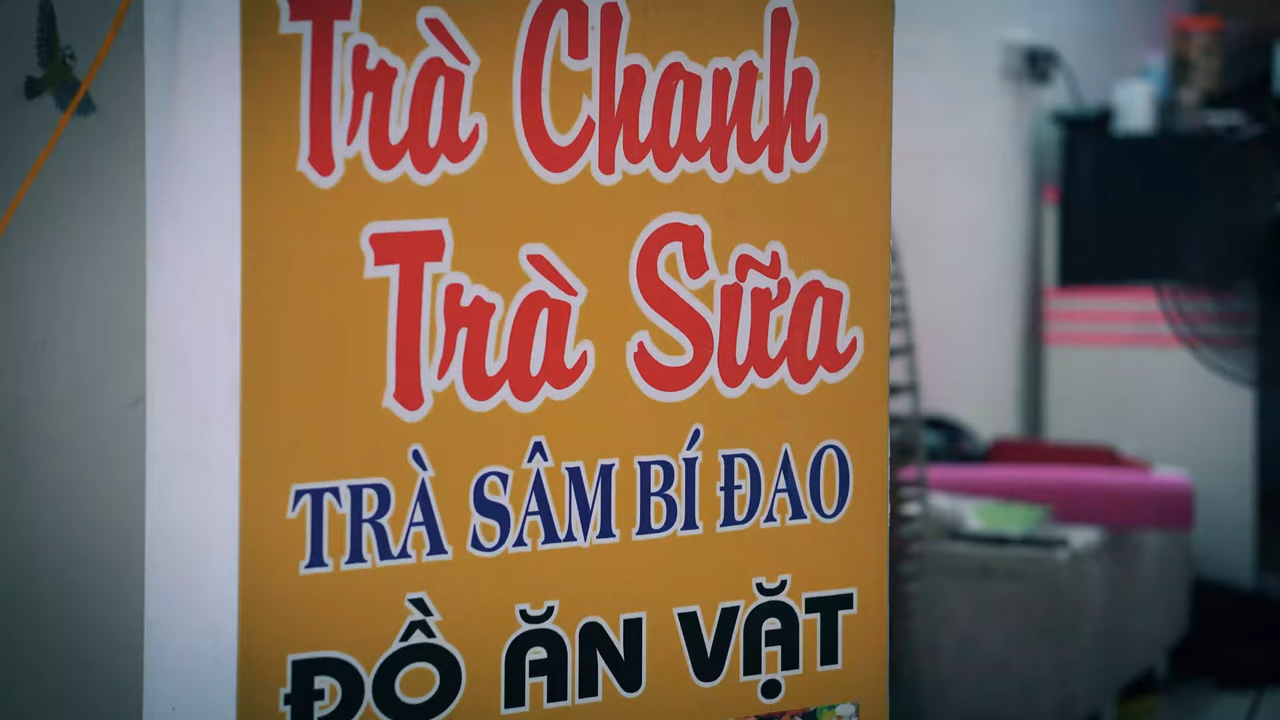 Trà Chanh
Trà Sữa
TRÀ SÂM BÍ ĐAO
ĐỒ ĂN VẶT